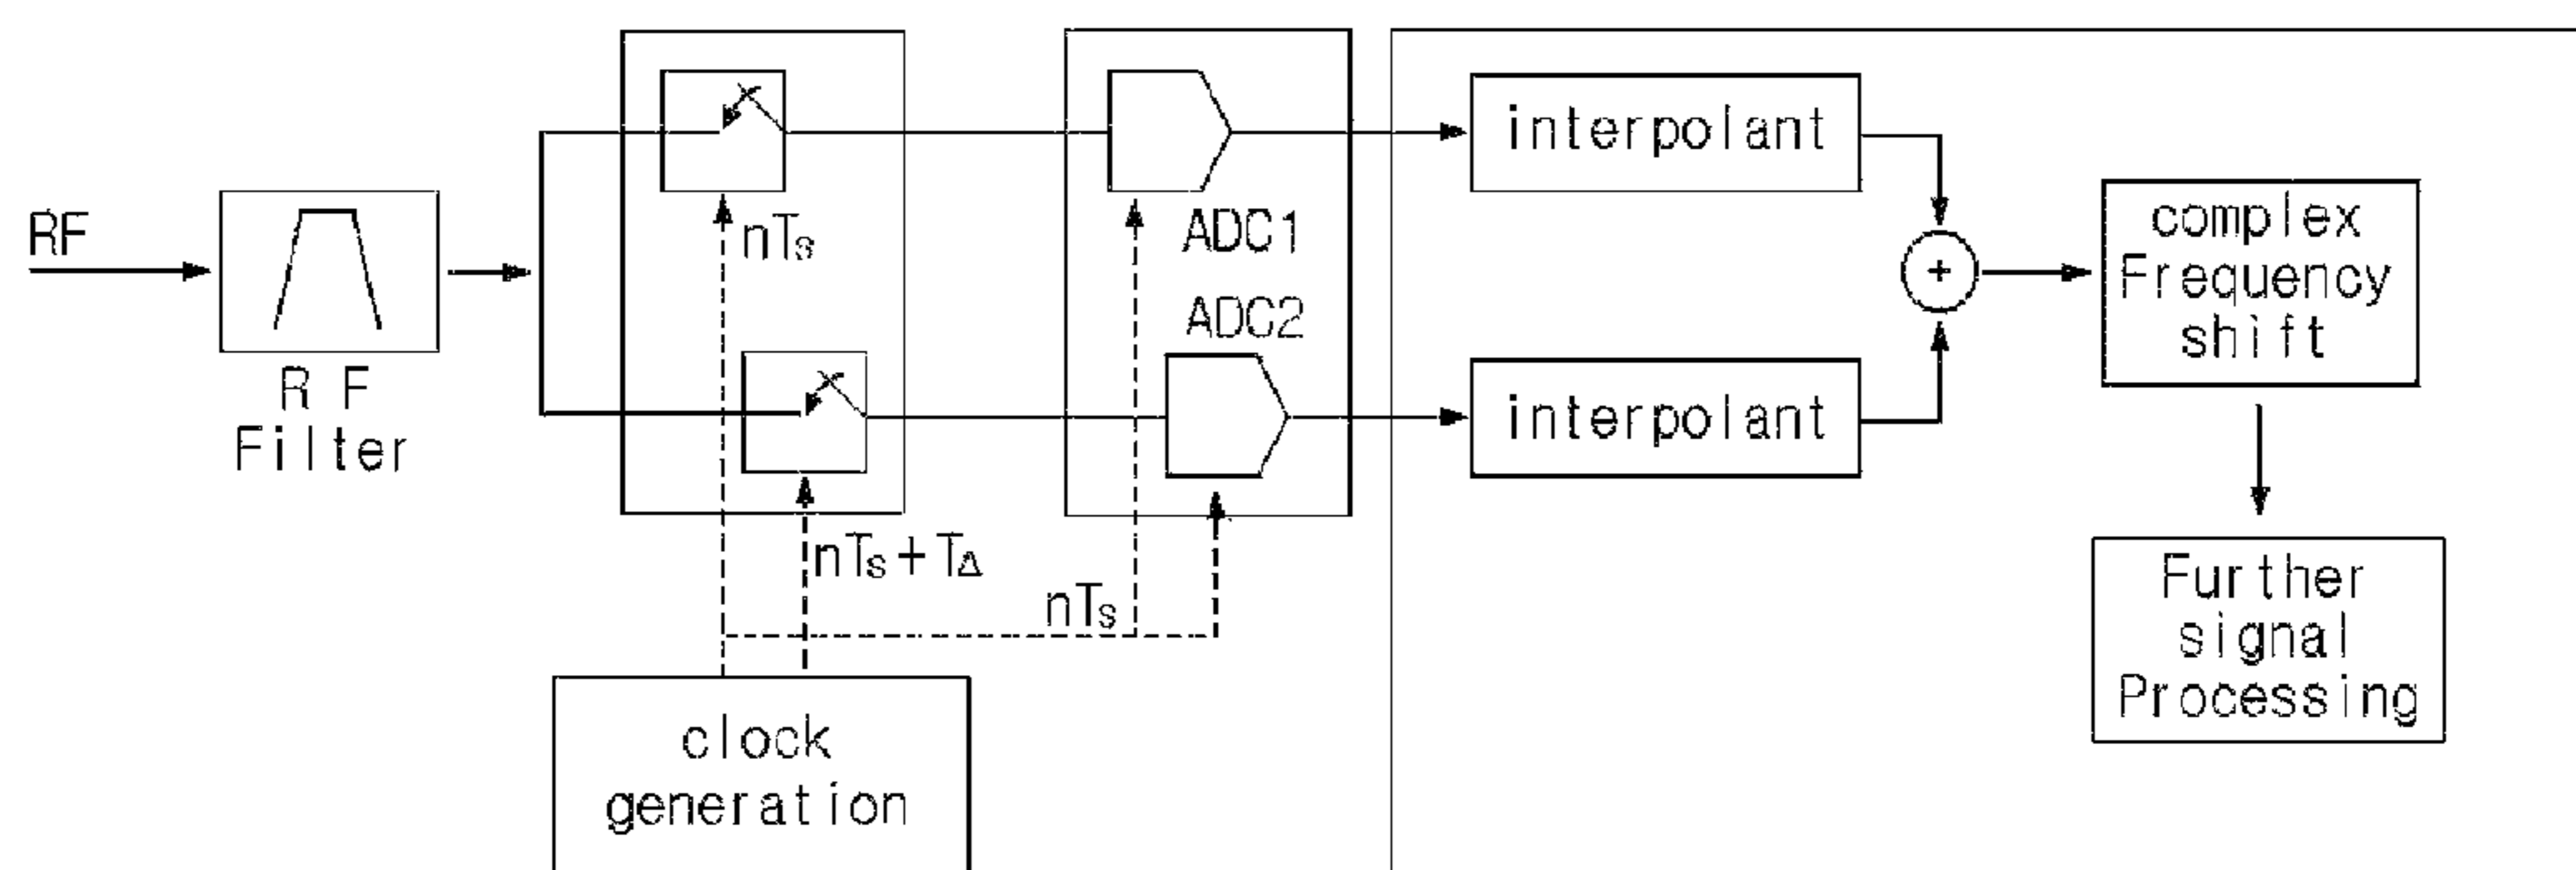 RF
R F
Filter
nTs
nTs+TΔ
clock
generation
ADC1
ADC2
nTs
interpolant
interpolant
+
complex
Frequency
shift
Further
signal
Processing